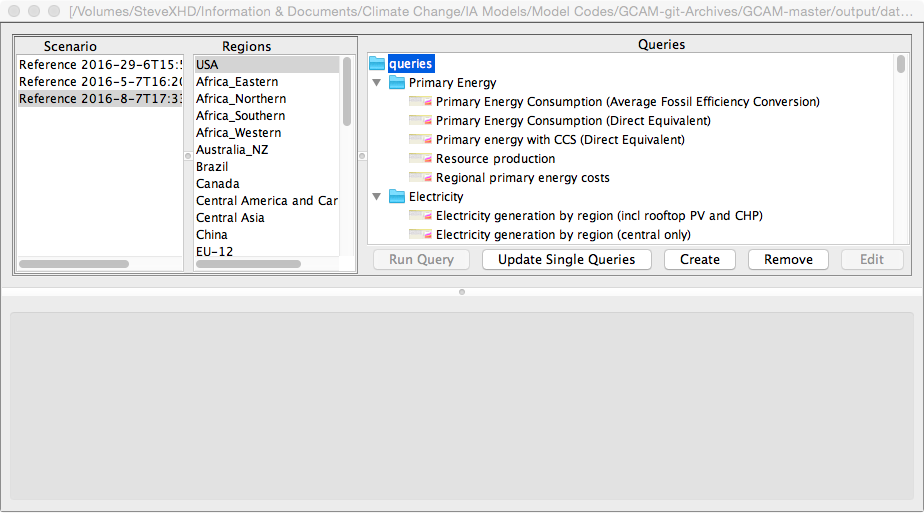 [/Volumes/SteveXHD/Information & Documents/Climate Change/IA Models/Model Codes/GCAM-git-Archives/GCAM-master/output/dat...
Scenario
Reference 2016-29-6T15:5
Reference 2016-5-7T16:20
Reference 2016-8-7T17:33
Regions
USA
Africa_Eastern
Africa_Northern
Africa_Southern
Africa_Western
Australia_NZ
Brazil
Canada
Central America and Car
Central Asia
China
EU-12
Queries
queries
Primary Energy
Primary Energy Consumption (Average Fossil Efficiency Conversion)
Primary Energy Consumption (Direct Equivalent)
Primary energy with CCS (Direct Equivalent)
Resource production
Regional primary energy costs
Electricity
Electricity generation by region (incl rooftop PV and CHP)
Electricity generation by region (central only)
Run Query
Update Single Queries
Create
Remove
Edit